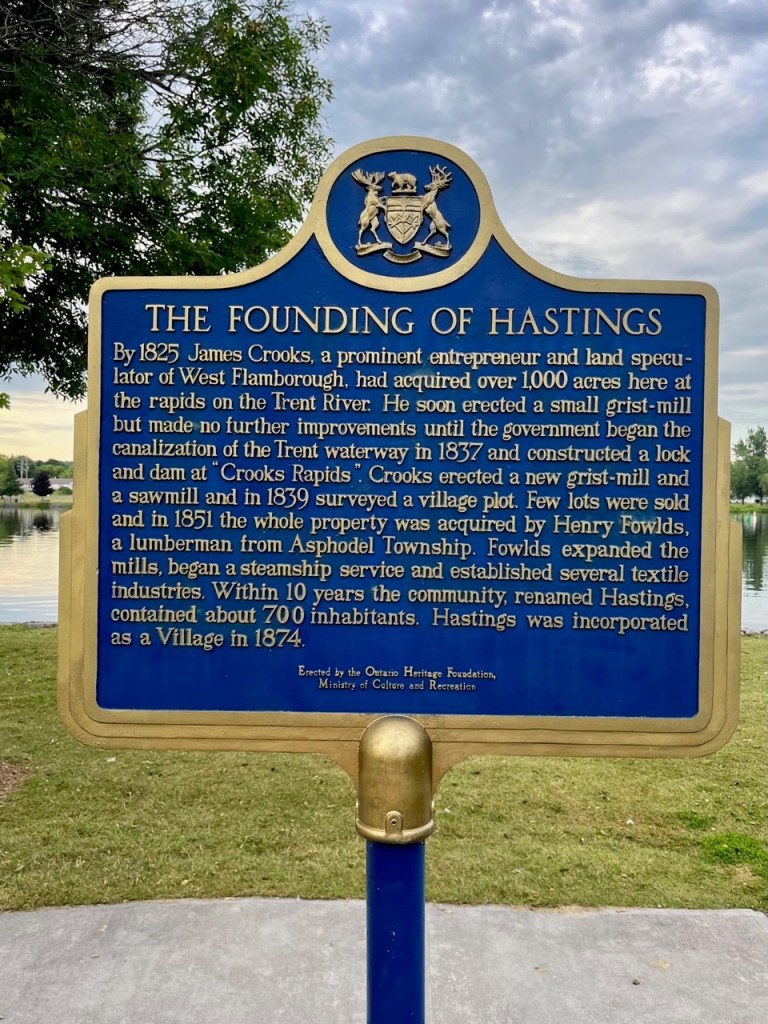 THE FOUNDING OF HASTINGS
By 1825 James Crooks, a prominent entrepreneur and land specu-
lator of West Flamborough, had acquired over 1,000 acres here at
the rapids on the Trent River. He soon erected a small grist-mill
but made no further improvements until the government began the
canalization of the Trent waterway in 1837 and constructed a lock
and dam at "Crooks Rapids". Crooks erected a new grist-mill and
a sawmill and in 1839 surveyed a village plot. Few lots were sold
and in 1851 the whole property was acquired by Henry Fowlds,
a lumberman from Asphodel Township. Fowlds expanded the
mills, began a steamship service and established several textile
industries. Within 10 years the community, renamed Hastings,
contained about 700 inhabitants. Hastings was incorporated
as a Village in 1874.
Erected by the Ontario Heritage Foundation,
Ministry of Culture and Recreation